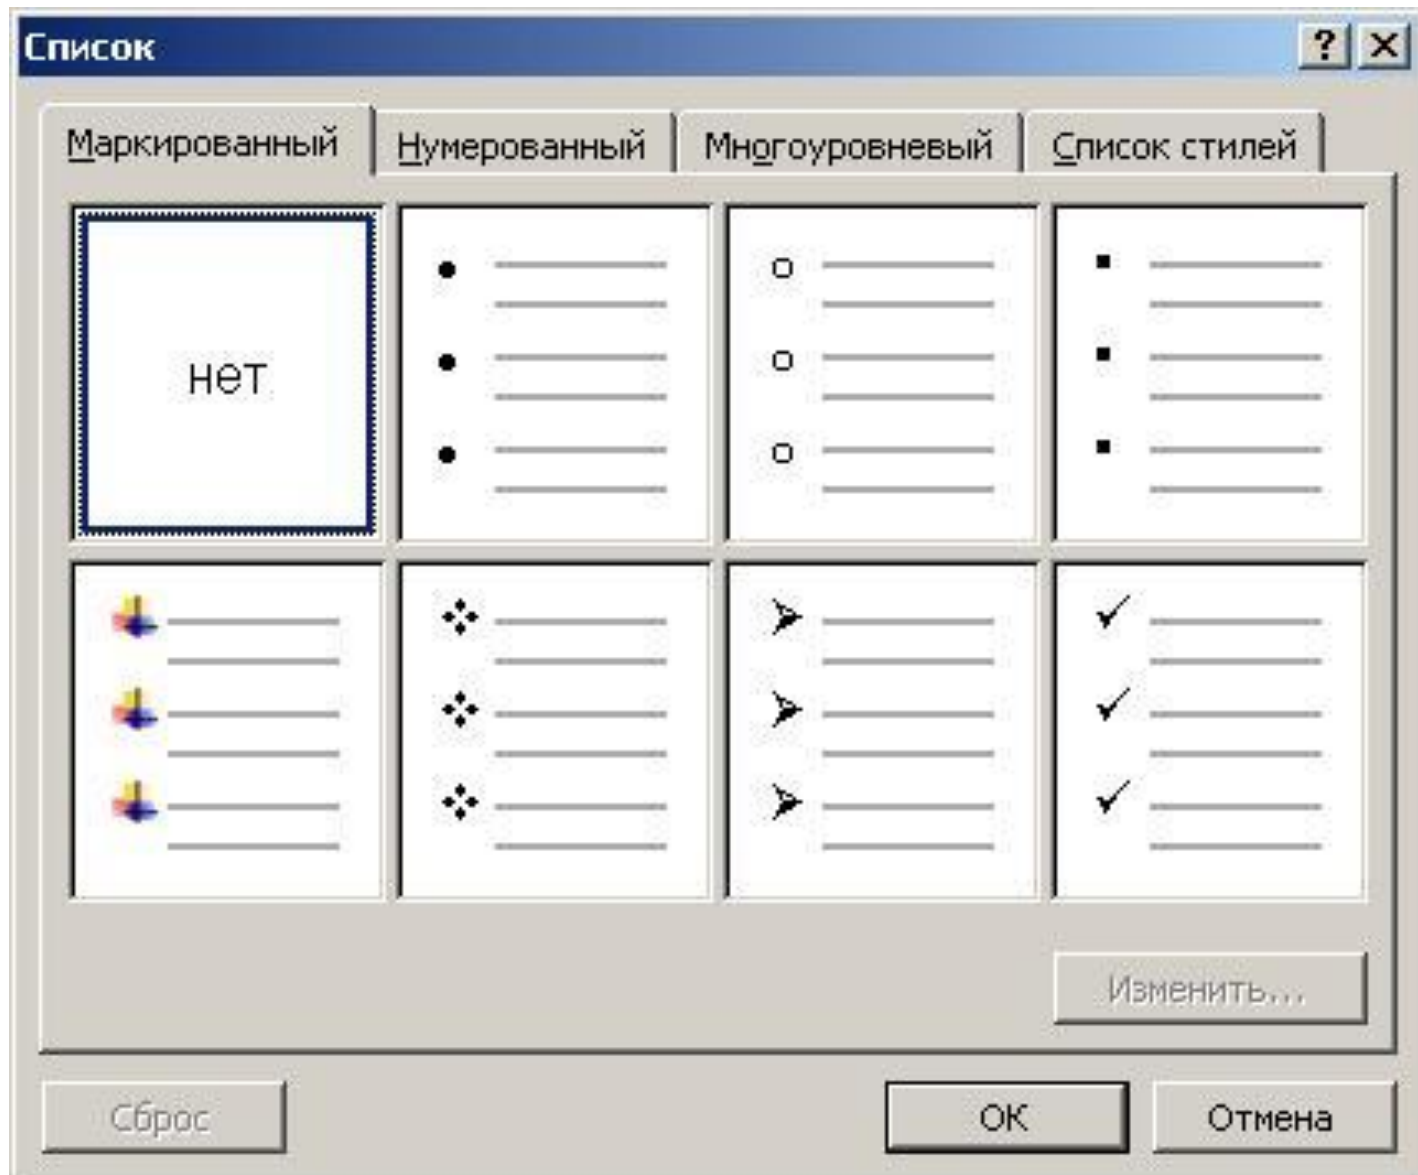 Список
Маркированный Нумерованный Многоуровневый Список стилей
нет
Изменить...
Сброс ОК Отмена